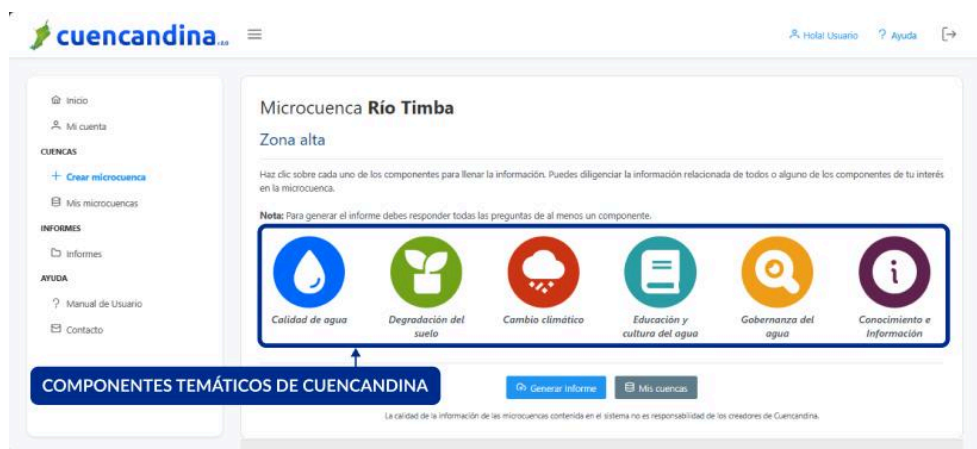 cuencandina v.2.0
Hola! Usuario
? Ayuda
Inicio
Mi cuenta
CUENCAS
+ Crear microcuenca
Mis microcuencas
INFORMES
Informes
AYUDA
? Manual de Usuario
Contacto
Microcuenca Río Timba
Zona alta
Haz clic sobre cada uno de los componentes para llenar la información. Puedes diligenciar la información relacionada de todos o alguno de los componentes de tu interés
en la microcuenca.
Nota: Para generar el informe debes responder todas las preguntas de al menos un componente.
Calidad de agua
Degradación del
suelo
Cambio climático
Educación y
cultura del agua
Gobernanza del
agua
Conocimiento e
Información
COMPONENTES TEMÁTICOS DE CUENCANDINA
Generar Informe
Mis cuencas
La calidad de la información de las microcuencas contenida en el sistema no es responsabilidad de los creadores de Cuencandina.